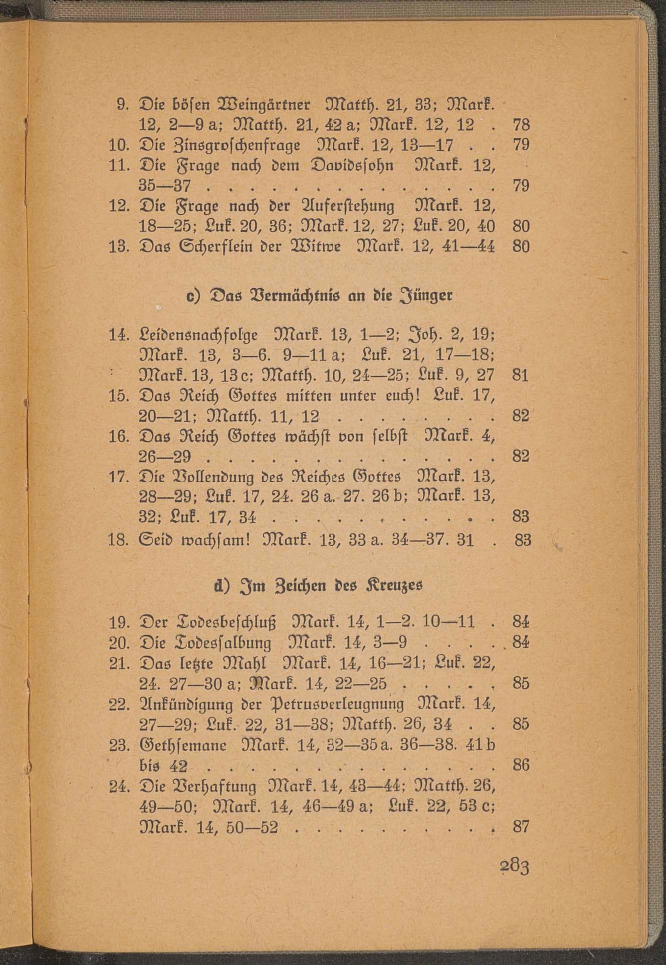 9. Die bösen Weingärtner Matth. 21, 33; Mark.
12, 2—9 a; Matth. 21, 42 a; Mark. 12, 12 . 78
10. Die Zinsgroschenfrage Mark. 12, 13—17 . . 79
11. Die Frage nach dem Davidssohn Mark. 12,
35—37 . . . . . . . . . . . . . . 79
12. Die Frage nach der Auferstehung Mark. 12,
18—25; Luk. 20, 36; Mark. 12, 27; Luk. 20, 40 80
13. Das Scherflein der Witwe Mark. 12, 41—44 80
c) Das Vermächtnis an die Jünger
14. Leidensnachfolge Mark. 13, 1—2; Joh. 2, 19;
Mark. 13, 3—6. 9—11 a; Luk. 21, 17—18;
Mark. 13, 13 c; Matth. 10, 24—25; Luk. 9, 27 81
15. Das Reich Gottes mitten unter euch! Luk. 17,
20—21; Matth. 11, 12 . . . . . . . . 82
16. Das Reich Gottes wächst von selbst Mark. 4,
26—29 . . . . . . . . . . . . . . 82
17. Die Vollendung des Reiches Gottes Mark. 13,
28—29; Luk. 17, 24. 26 a. 27. 26 b; Mark. 13,
32; Luk. 17, 34 . . . . . . . . . . . 83
18. Seid wachsam! Mark. 13, 33 a. 34—37. 31 . 83
d) Im Zeichen des Kreuzes
19. Der Todesbeschluß Mark. 14, 1—2. 10—11 . 84
20. Die Todessalbung Mark. 14, 3—9 . . . . . 84
21. Das letzte Mahl Mark. 14, 16—21; Luk. 22,
24. 27—30 a; Mark. 14, 22—25 . . . . . 85
22. Ankündigung der Petrusverleugnung Mark. 14,
27—29; Luk. 22, 31—38; Matth. 26, 34 . . 85
23. Gethsemane Mark. 14, 32—35 a. 36—38. 41 b
bis 42 . . . . . . . . . . . . . . 86
24. Die Verhaftung Mark. 14, 43—44; Matth. 26,
49—50; Mark. 14, 46—49 a; Luk. 22, 53 c;
Mark. 14, 50—52 . . . . . . . . . . 87
283